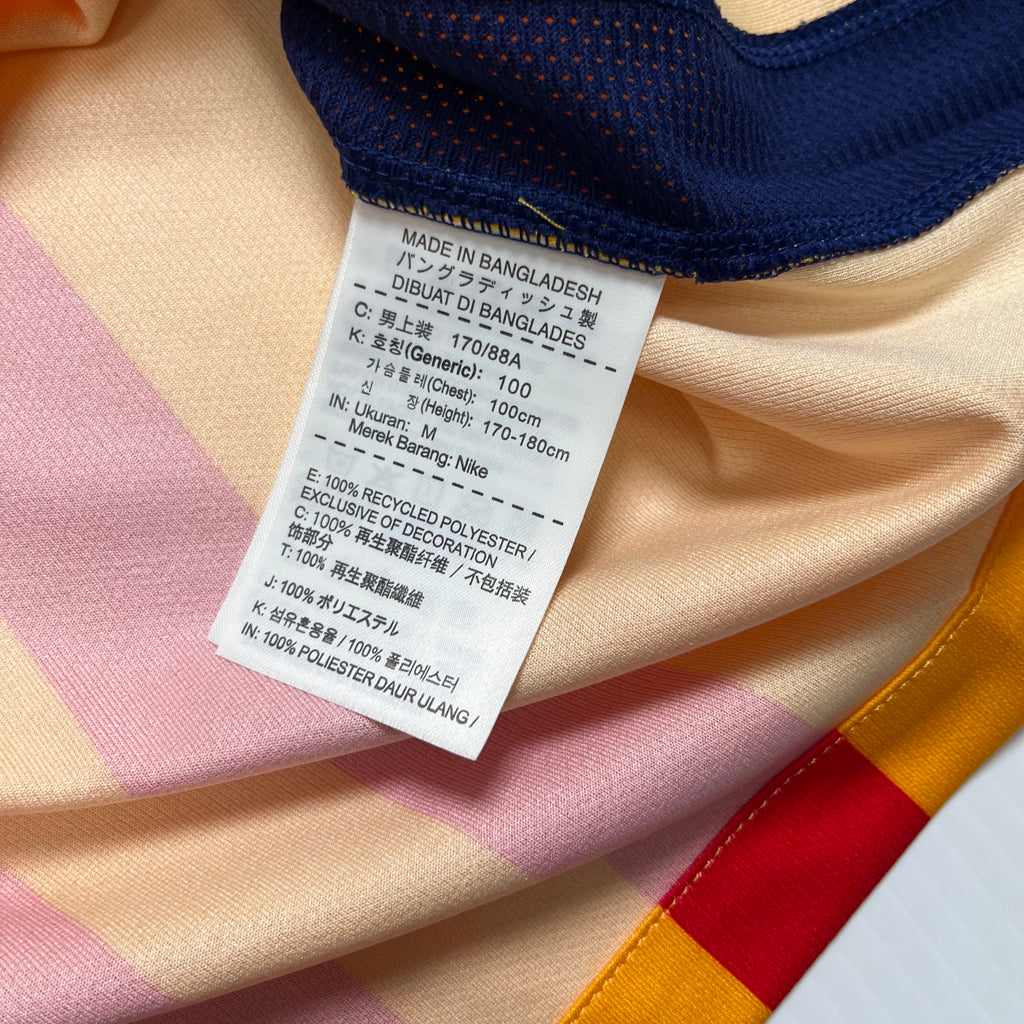 MADE IN BANGLADESH
バングラディッシュ製
DIBUAT DI BANGLADES
C: 男上装 170/88A
K: 호칭(Generic): 100
가슴둘레(Chest): 100cm
신 장(Height): 170-180cm
IN: Ukuran: M
Merek Barang: Nike
E: 100% RECYCLED POLYESTER /
EXCLUSIVE OF DECORATION
C: 100% 再生聚酯纤维 / 不包括装
饰部分
T: 100% 再生聚酯纖維
J: 100% ポリエステル
K: 섬유혼용율 / 100% 폴리에스터
IN: 100% POLIESTER DAUR ULANG /